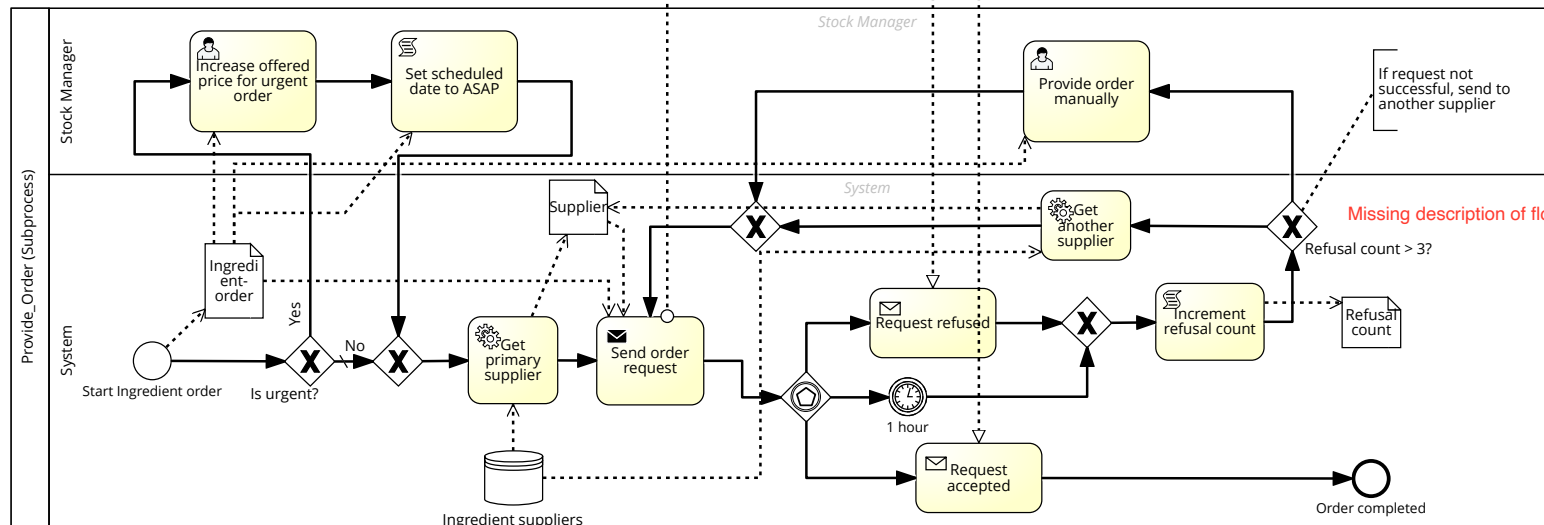 Provide_Order (Subprocess)
Stock Manager
Stock Manager
Increase offered
price for urgent
order
Set scheduled
date to ASAP
Provide order
manually
If request not
successful, send to
another supplier
System
System
Supplier
Get
another
supplier
Missing description of flo
Refusal count > 3?
Ingredi
ent-
order
Yes
Request refused
Increment
refusal count
Refusal
count
No
Start Ingredient order
Is urgent?
Get
primary
supplier
Send order
request
1 hour
Request
accepted
Order completed
Ingredient suppliers